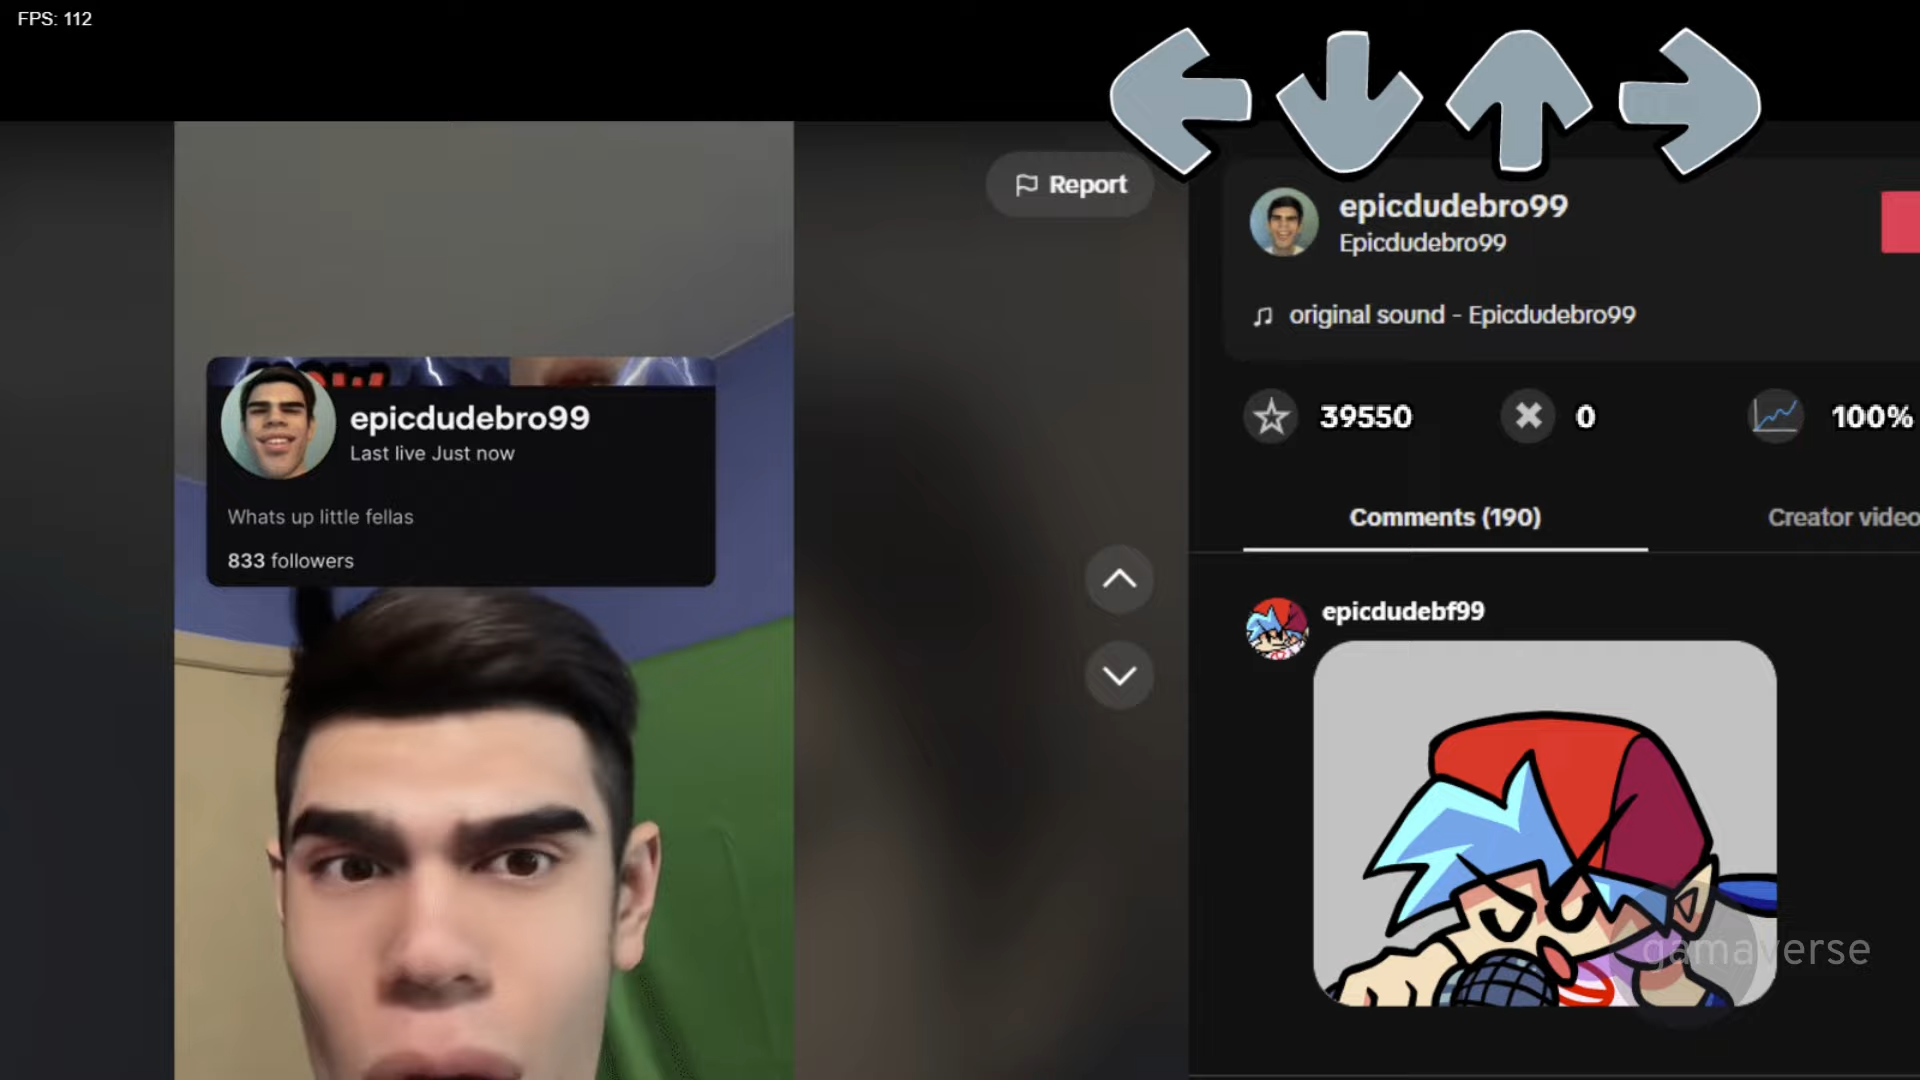 FPS: 112
Report
epicdudebro99
Epicdudebro99
original sound - Epicdudebro99
39550
0
100%
Comments (190)
Creator video
epicdudebro99
Last live Just now
Whats up little fellas
833 followers
epicdudebf99
gamaverse